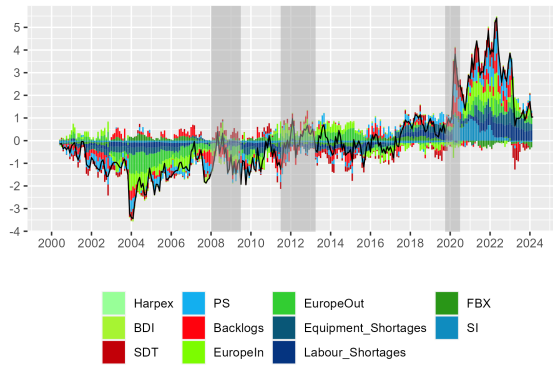 5
4
3
2
1
0
-1
-2
-3
-4
2000 2002 2004 2006 2008 2010 2012 2014 2016 2018 2020 2022 2024
Harpex PS EuropeOut FBX
BDI Backlogs Equipment_Shortages SI
SDT EuropeIn Labour_Shortages